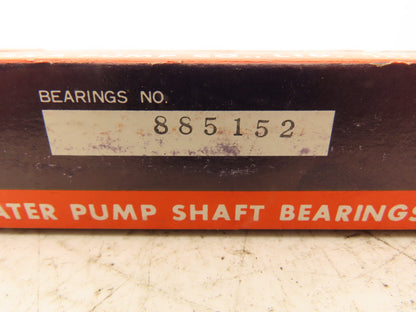 BEARINGS NO.
885152
ATER PUMP SHAFT BEARINGS